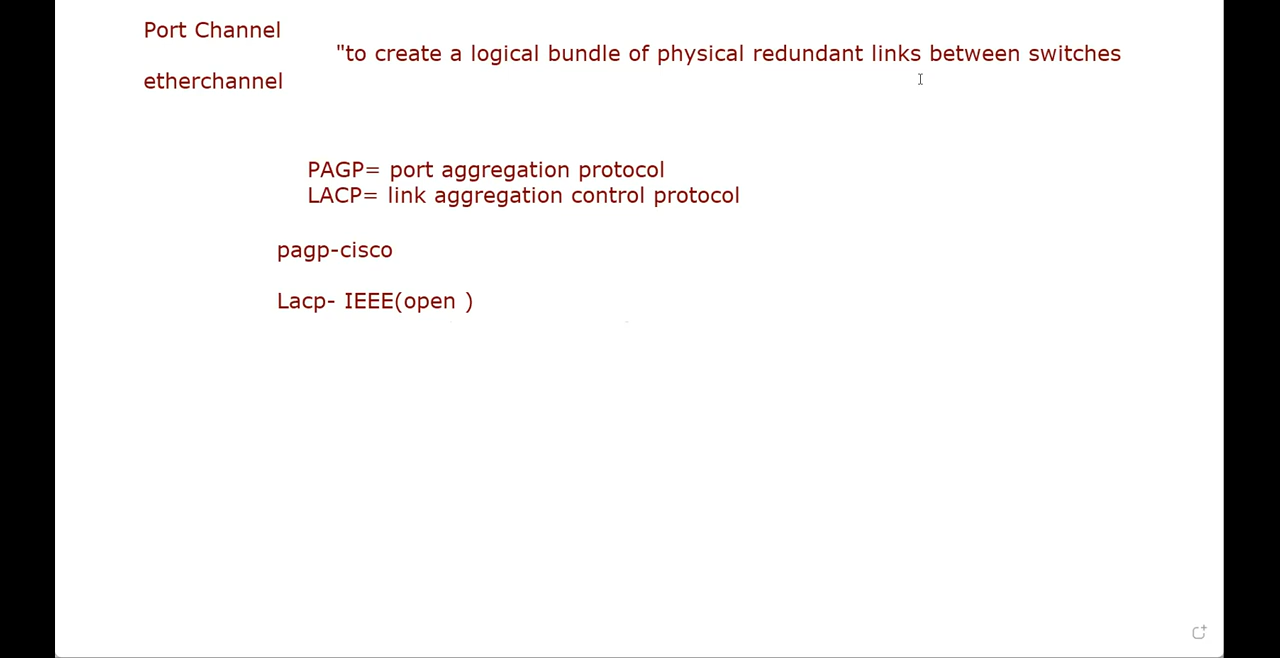 Port Channel
"to create a logical bundle of physical redundant links between switches
etherchannel
PAGP= port aggregation protocol
LACP= link aggregation control protocol
pagp-cisco
Lacp- IEEE(open )